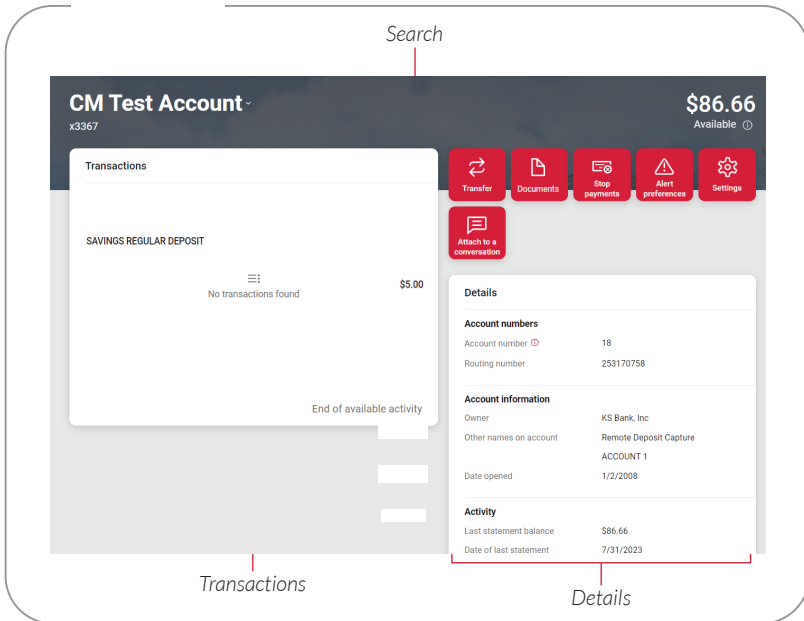 Search
CM Test Account
x3367
$86.66
Available
Transactions
SAVINGS REGULAR DEPOSIT
No transactions found
$5.00
End of available activity
Transfer
Documents
Stop
payments
Alert
preferences
Settings
Attach to a
conversation
Details
Account numbers
Account number 18
Routing number 253170758
Account information
Owner KS Bank, Inc
Other names on account Remote Deposit Capture
ACCOUNT 1
Date opened 1/2/2008
Activity
Last statement balance $86.66
Date of last statement 7/31/2023
Transactions
Details